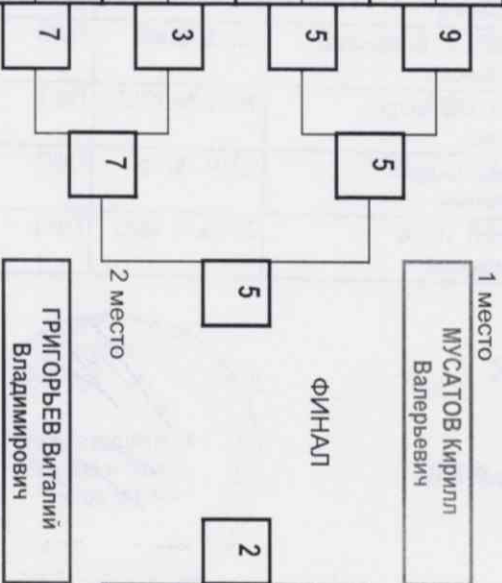 1 место
9
МУСАТОВ Кирилл
Валерьевич
5
5
ФИНАЛ
5
2
3
7
2 место
7
ГРИГОРЬЕВ Виталий
Владимирович